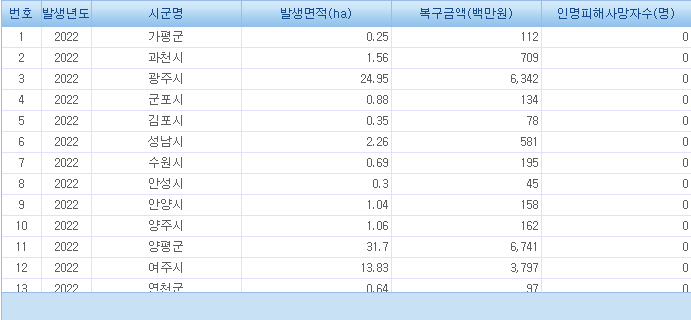 번호 발생년도 시군명 발생면적(ha) 복구금액(백만원) 인명피해사망자수(명)
1 2022 가평군 0.25 112 0
2 2022 과천시 1.56 709 0
3 2022 광주시 24.95 6,342 0
4 2022 군포시 0.88 134 0
5 2022 김포시 0.35 78 0
6 2022 성남시 2.26 581 0
7 2022 수원시 0.69 195 0
8 2022 안성시 0.3 45 0
9 2022 안양시 1.04 158 0
10 2022 양주시 1.06 162 0
11 2022 양평군 31.7 6,741 0
12 2022 여주시 13.83 3,797 0
13 2022 연천군 0.64 97 0